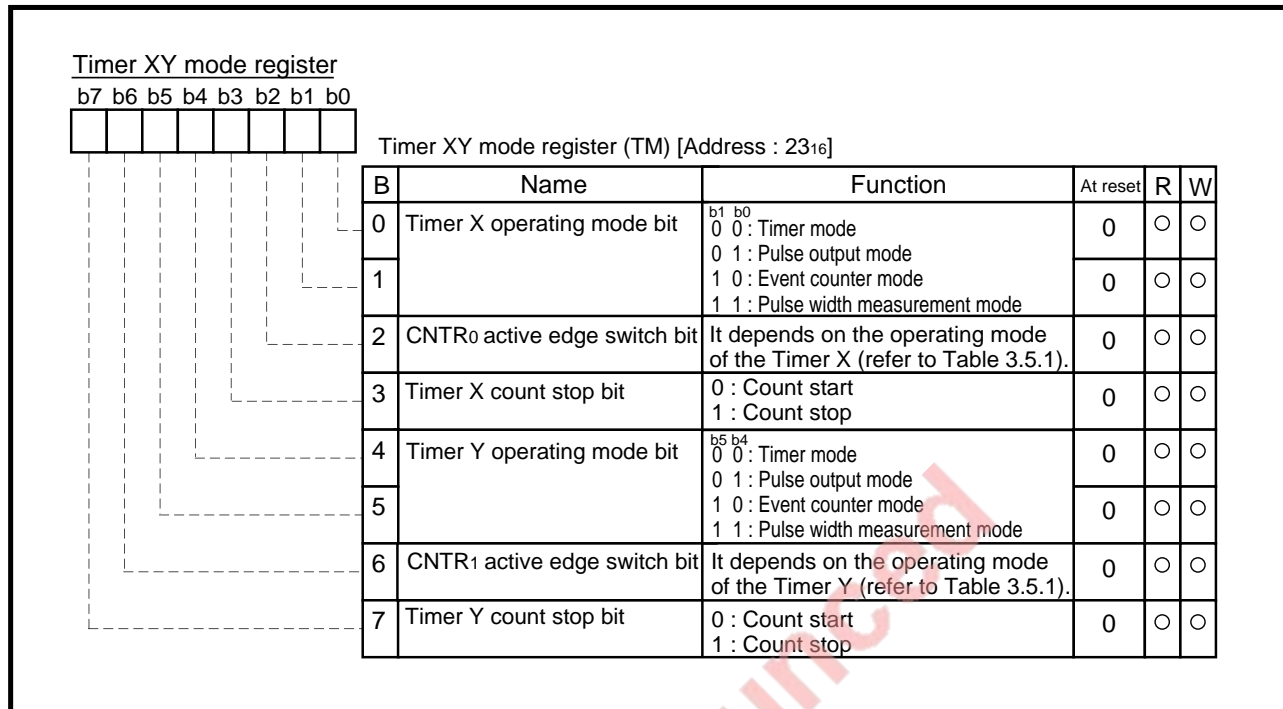 Timer XY mode register
b7 b6 b5 b4 b3 b2 b1 b0
Timer XY mode register (TM) [Address : 23₁₆]
B Name Function At reset R W
0 Timer X operating mode bit
b1 b0
0 0 : Timer mode
0 1 : Pulse output mode
0 ○ ○
1
1 0 : Event counter mode
1 1 : Pulse width measurement mode
0 ○ ○
2 CNTR₀ active edge switch bit It depends on the operating mode
of the Timer X (refer to Table 3.5.1).
0 ○ ○
3 Timer X count stop bit 0 : Count start
1 : Count stop
0 ○ ○
4 Timer Y operating mode bit
b5 b4
0 0 : Timer mode
0 1 : Pulse output mode
0 ○ ○
5
1 0 : Event counter mode
1 1 : Pulse width measurement mode
0 ○ ○
6 CNTR₁ active edge switch bit It depends on the operating mode
of the Timer Y (refer to Table 3.5.1).
0 ○ ○
7 Timer Y count stop bit 0 : Count start
1 : Count stop
0 ○ ○
unced